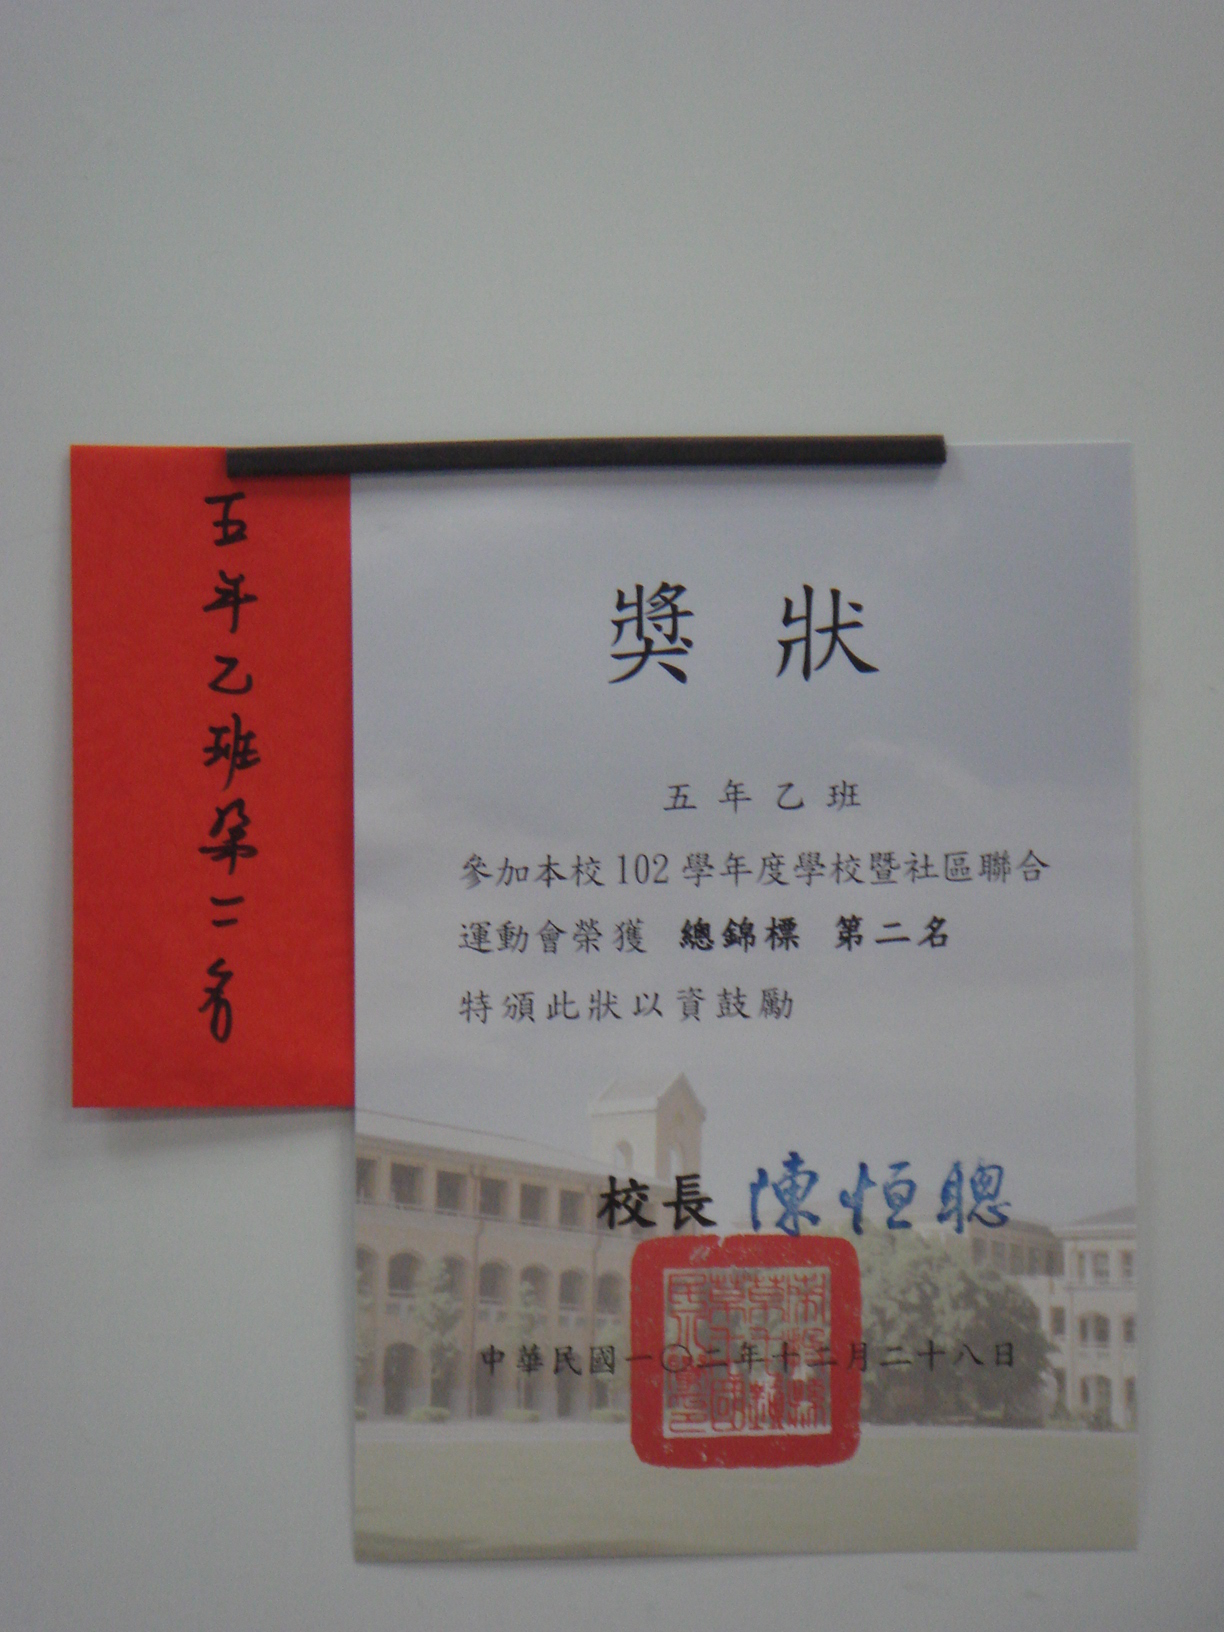 五年乙班第二名
獎狀
五年乙班
參加本校102學年度學校暨社區聯合
運動會榮獲 總錦標 第二名
特頒此狀以資鼓勵
校長 陳恒聰
中華民國一〇二年十二月二十八日